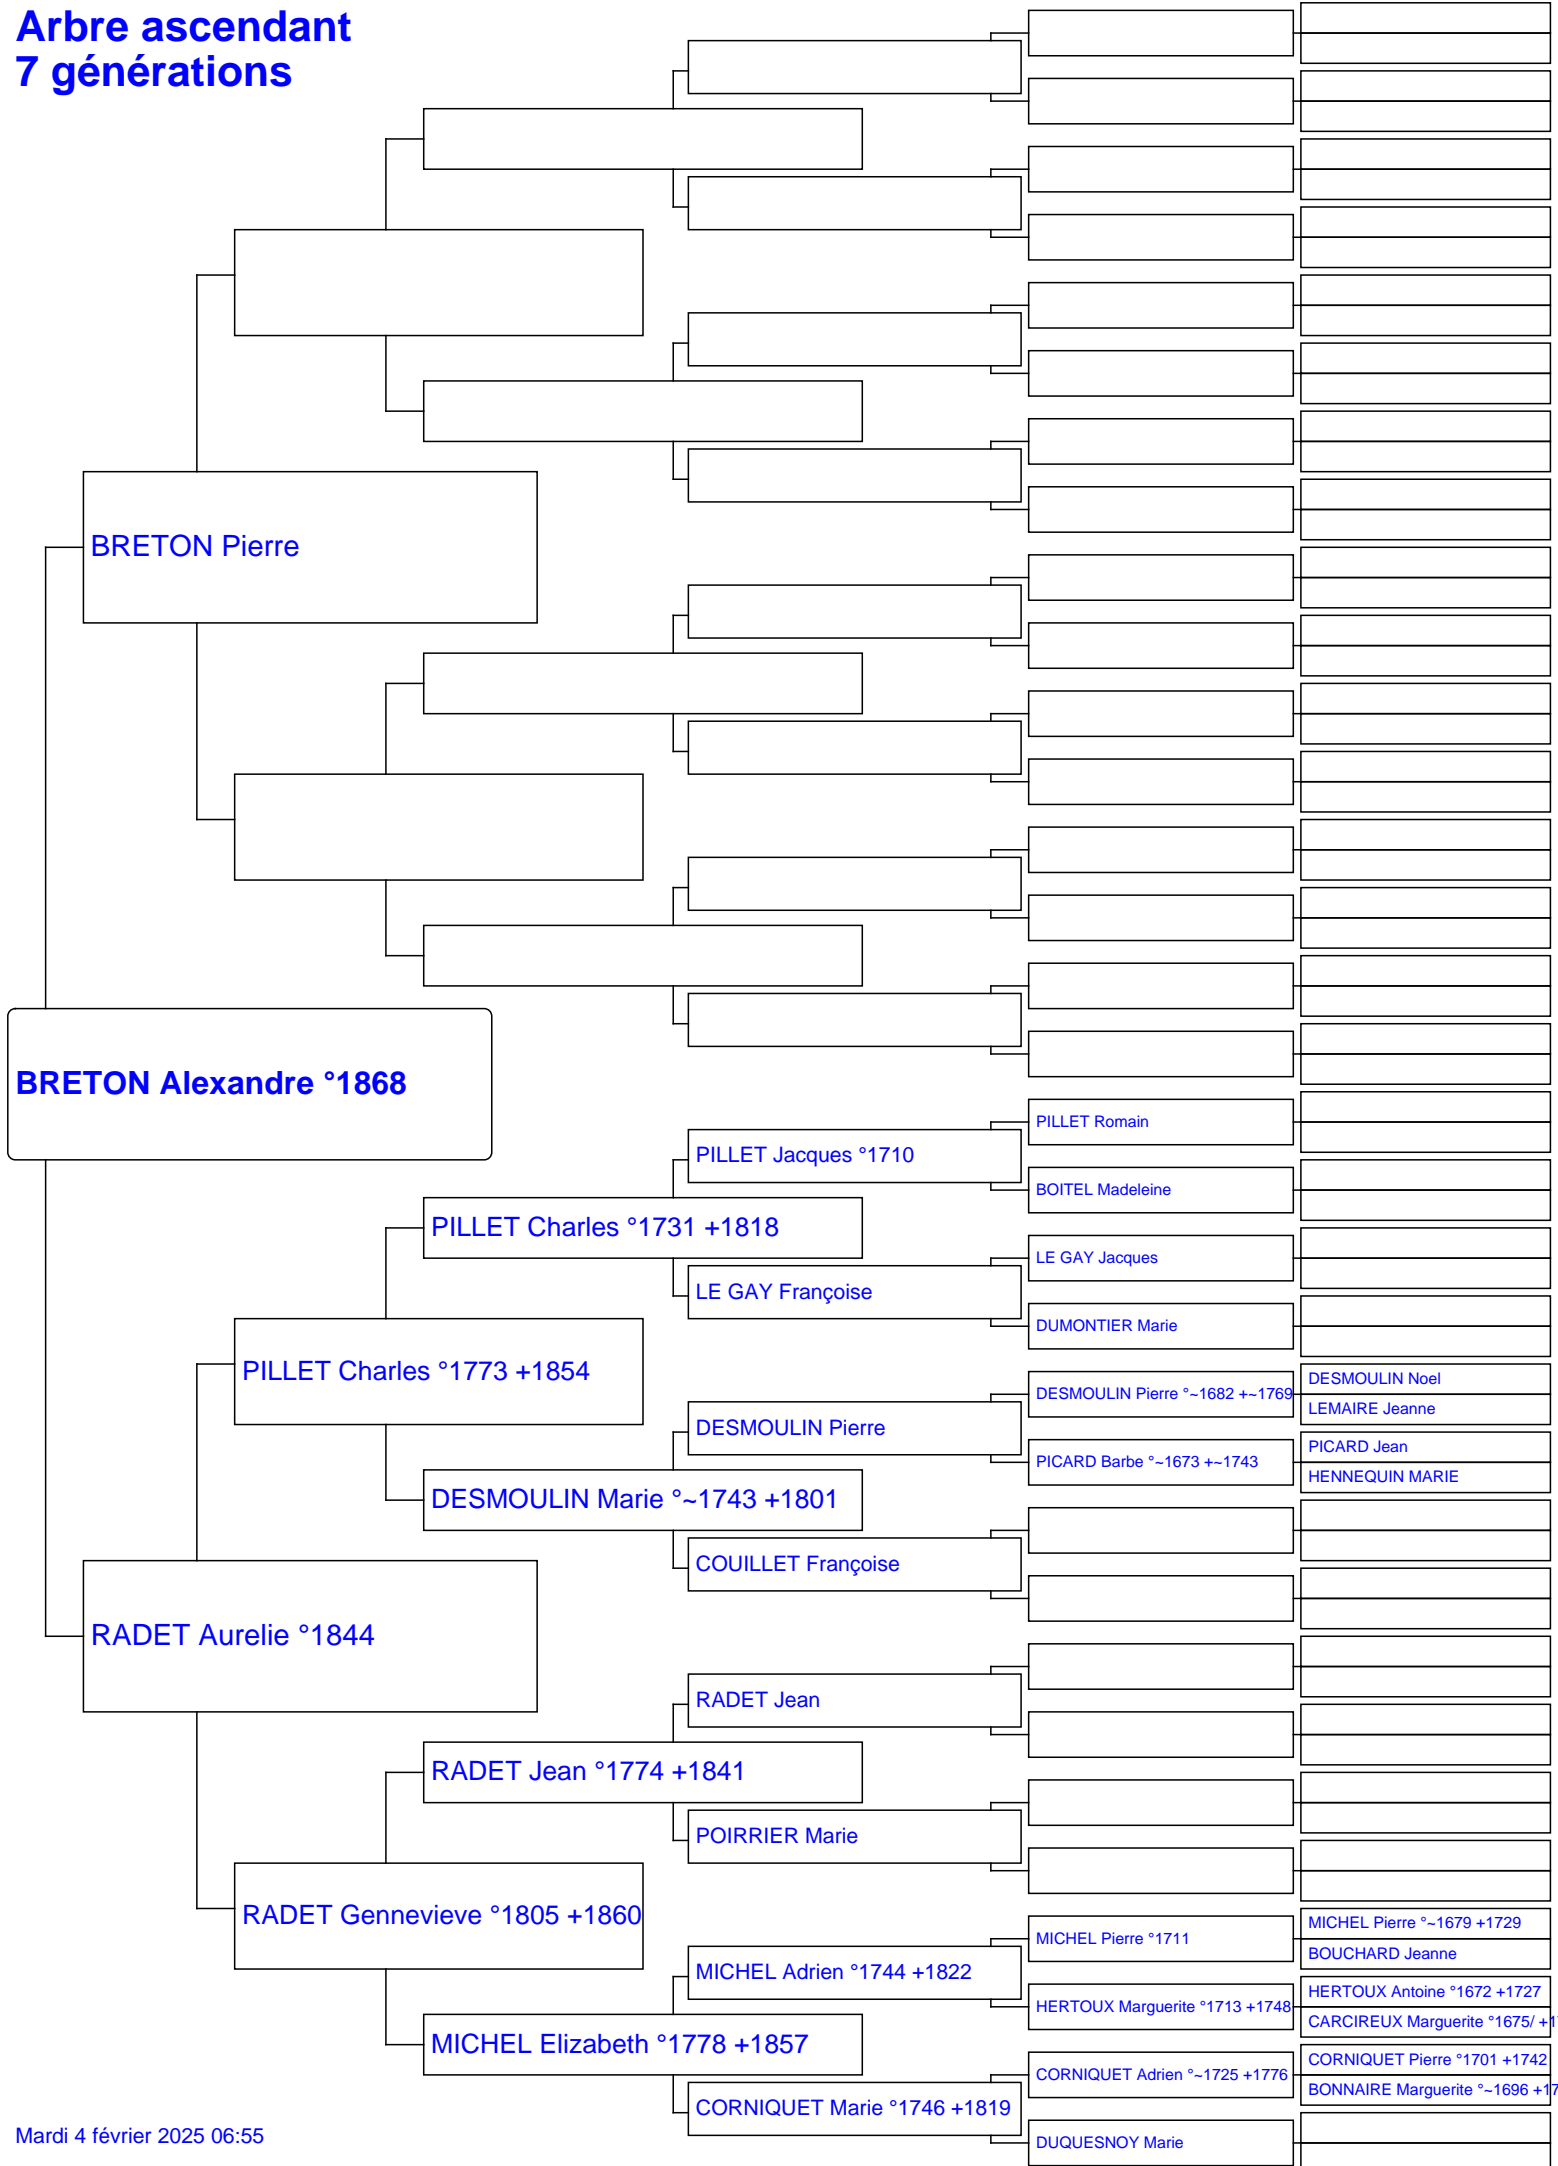 Arbre ascendant
7 générations
BRETON Pierre
BRETON Alexandre °1868
PILLET Romain
PILLET Jacques °1710
BOITEL Madeleine
PILLET Charles °1731 +1818
LE GAY Jacques
LE GAY Françoise
DUMONTIER Marie
PILLET Charles °1773 +1854
DESMOULIN Noel
DESMOULIN Pierre °~1682 +~1769
LEMAIRE Jeanne
DESMOULIN Pierre
PICARD Jean
PICARD Barbe °~1673 +~1743
HENNEQUIN MARIE
DESMOULIN Marie °~1743 +1801
COUILLET Françoise
RADET Aurelie °1844
RADET Jean
RADET Jean °1774 +1841
POIRRIER Marie
RADET Gennevieve °1805 +1860
MICHEL Pierre °~1679 +1729
MICHEL Pierre °1711
BOUCHARD Jeanne
MICHEL Adrien °1744 +1822
HERTOUX Antoine °1672 +1727
HERTOUX Marguerite °1713 +1748
CARCIREUX Marguerite °1675/
MICHEL Elizabeth °1778 +1857
CORNIQUET Pierre °1701 +1742
CORNIQUET Adrien °~1725 +1776
BONNAIRE Marguerite °~1696
CORNIQUET Marie °1746 +1819
DUQUESNOY Marie
Mardi 4 février 2025 06:55